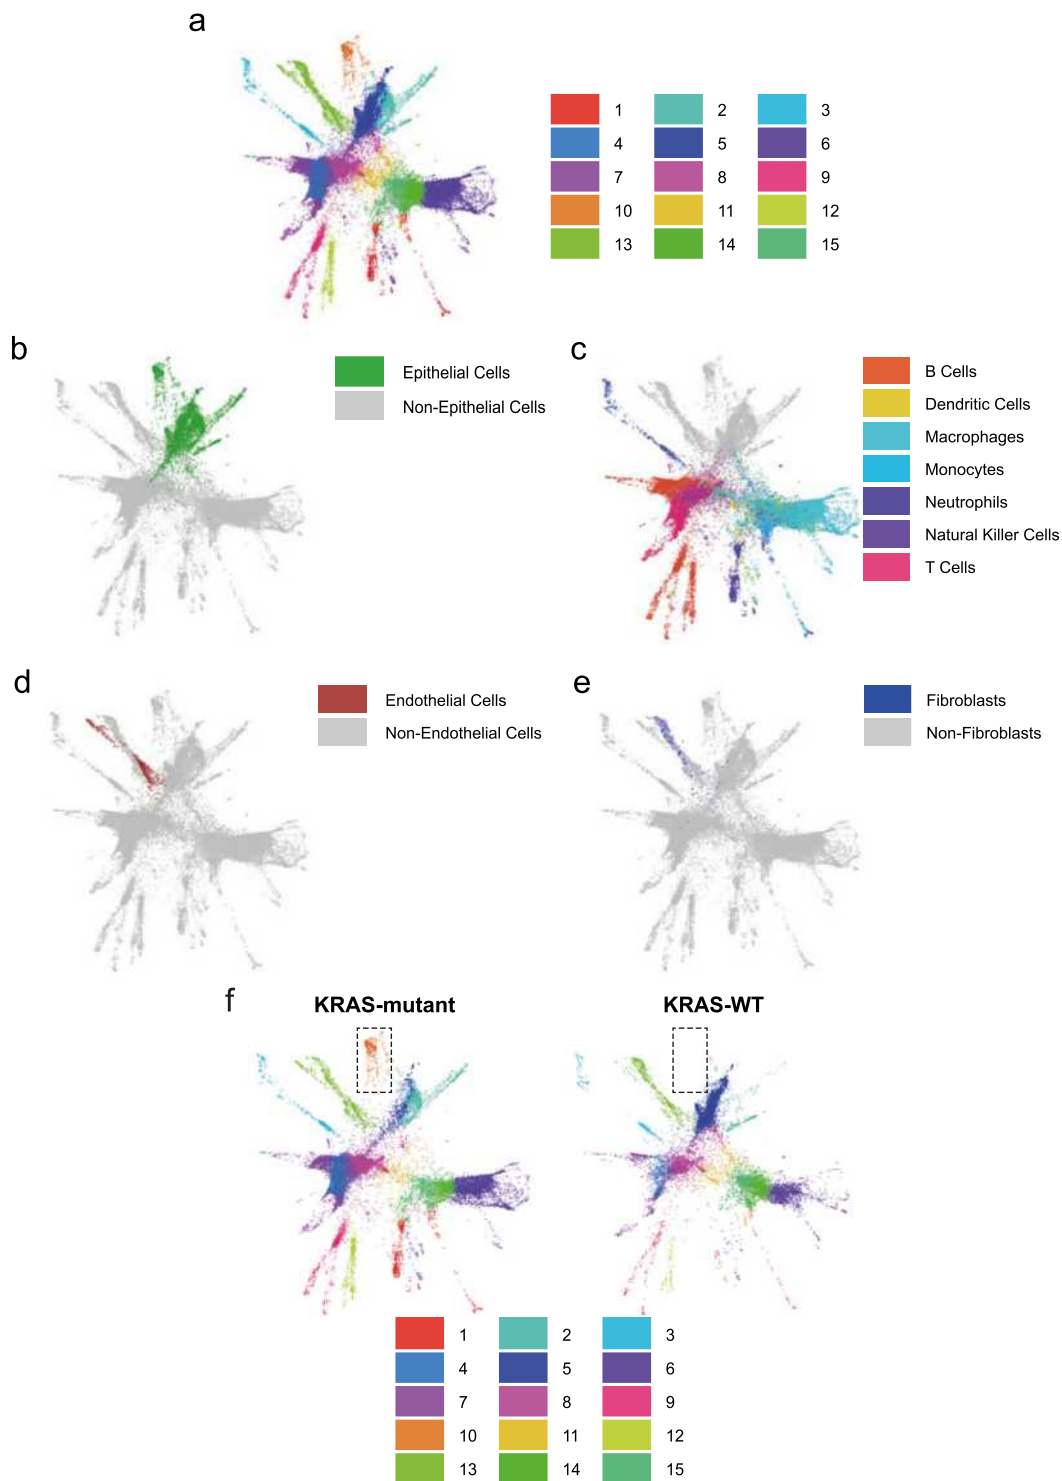 a
1 2 3
4 5 6
7 8 9
10 11 12
13 14 15
b
Epithelial Cells
Non-Epithelial Cells
c
B Cells
Dendritic Cells
Macrophages
Monocytes
Neutrophils
Natural Killer Cells
T Cells
d
Endothelial Cells
Non-Endothelial Cells
e
Fibroblasts
Non-Fibroblasts
f
KRAS-mutant KRAS-WT
1 2 3
4 5 6
7 8 9
10 11 12
13 14 15